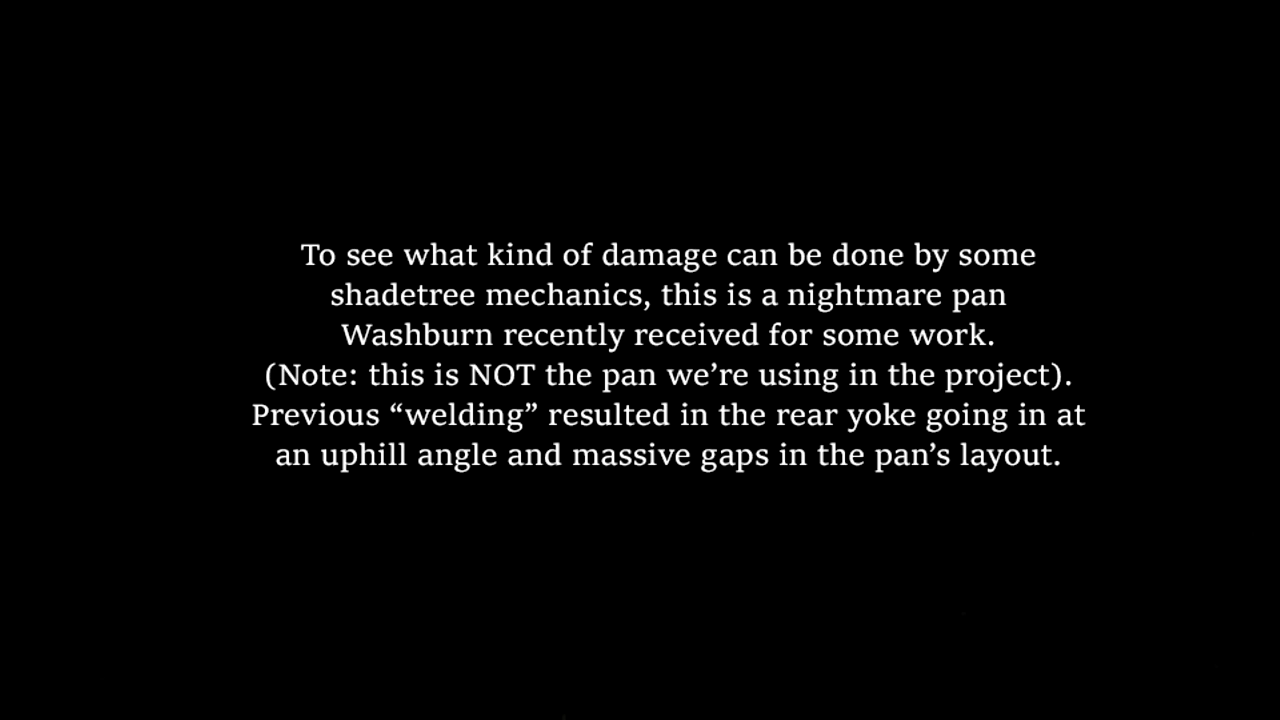 To see what kind of damage can be done by some
shadetree mechanics, this is a nightmare pan
Washburn recently received for some work.
(Note: this is NOT the pan we’re using in the project).
Previous “welding” resulted in the rear yoke going in at
an uphill angle and massive gaps in the pan’s layout.